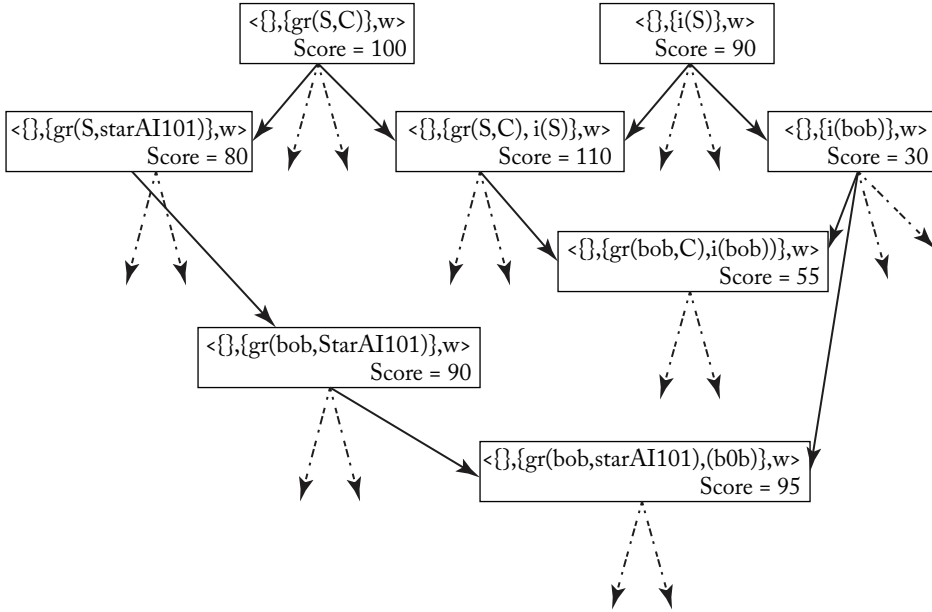 <{},{gr(S,C)},w>
Score = 100
<{},{i(S)},w>
Score = 90
<{},{gr(S,starAI101)},w>
Score = 80
<{},{gr(S,C), i(S)},w>
Score = 110
<{},{i(bob)},w>
Score = 30
<{},{gr(bob,C),i(bob))},w>
Score = 55
<{},{gr(bob,StarAI101)},w>
Score = 90
<{},{gr(bob,starAI101),(b0b)},w>
Score = 95